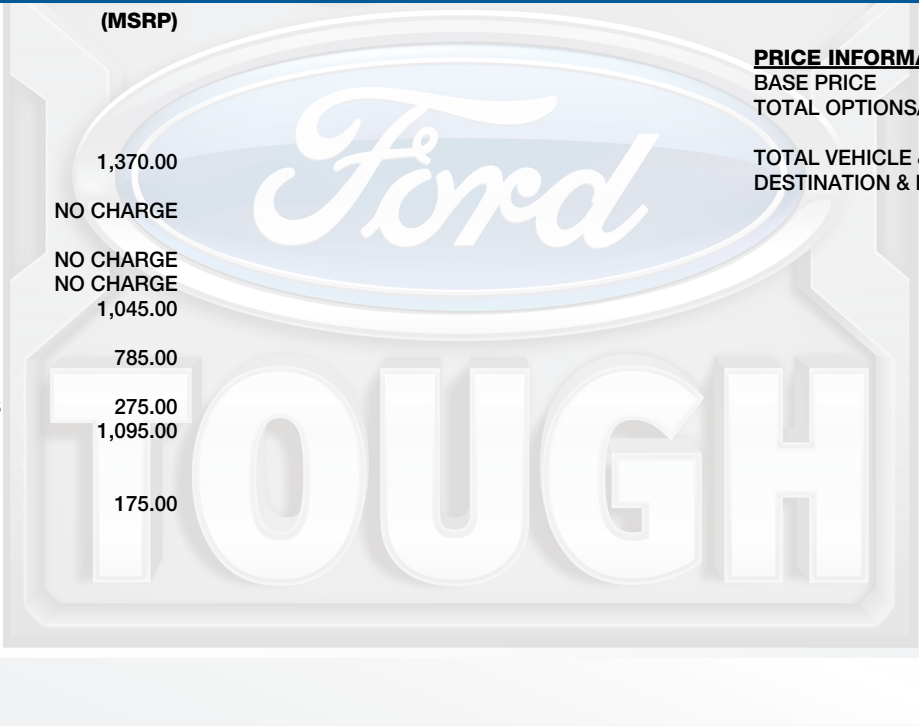 (MSRP)
1,370.00
NO CHARGE
NO CHARGE
NO CHARGE
1,045.00
785.00
275.00
1,095.00
175.00
PRICE INFORMA
BASE PRICE
TOTAL OPTIONS
TOTAL VEHICLE
DESTINATION &
Ford
TOUGH